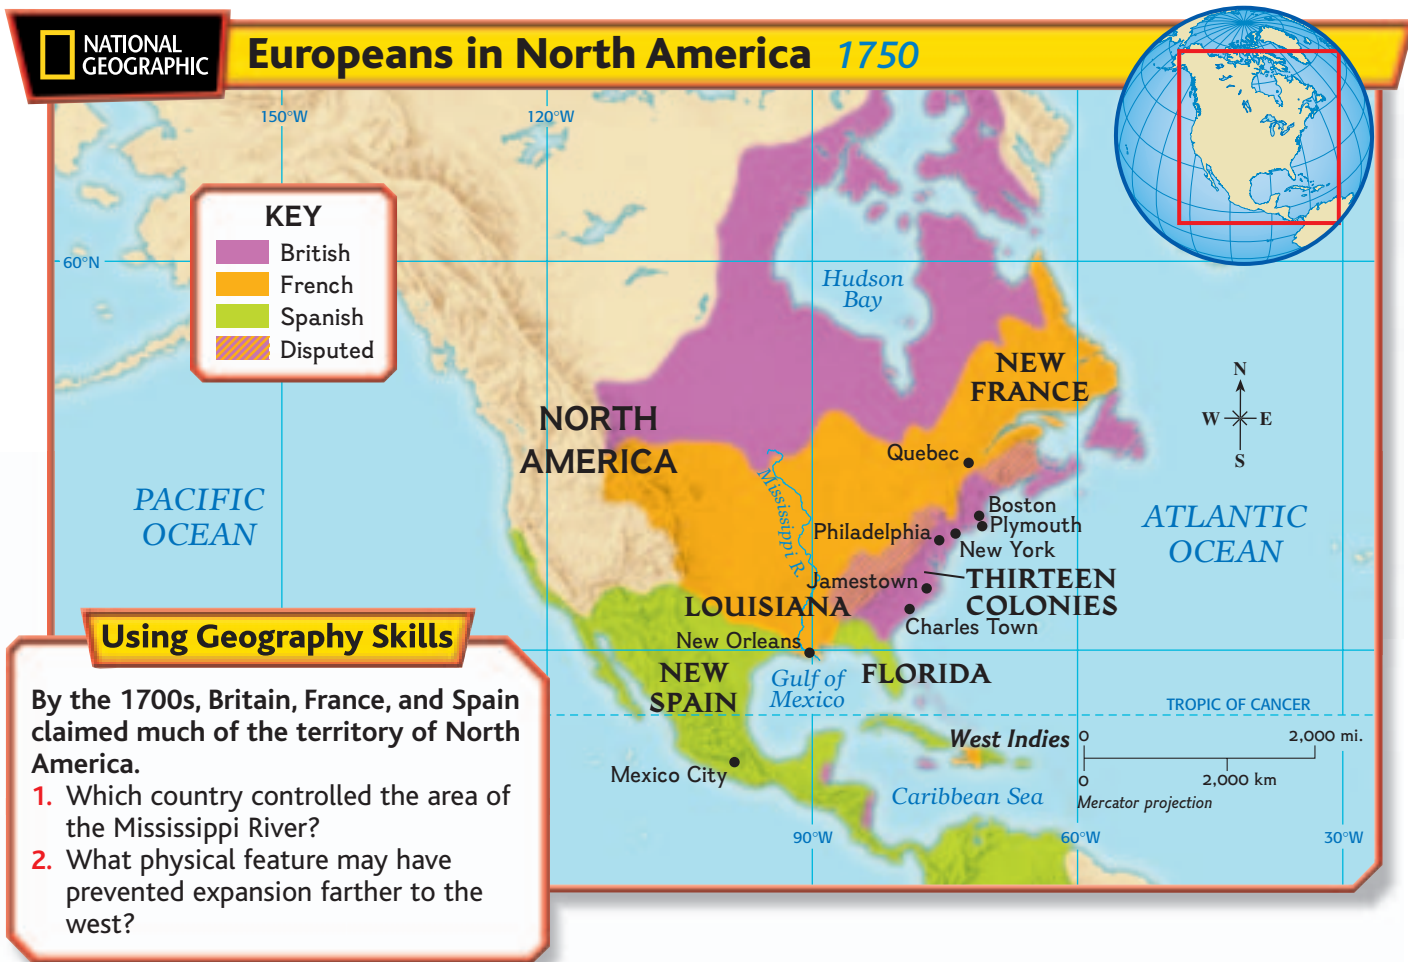 NATIONAL
GEOGRAPHIC
Europeans in North America 1750
150°W
120°W
60°N
KEY
British
French
Spanish
Disputed
Hudson
Bay
NEW
FRANCE
N
W E
S
NORTH
AMERICA
Quebec
Mississippi R.
PACIFIC
OCEAN
Boston
Plymouth
Philadelphia
New York
ATLANTIC
OCEAN
Jamestown
THIRTEEN
COLONIES
LOUISIANA
Charles Town
New Orleans
NEW
SPAIN
Gulf of
Mexico
FLORIDA
TROPIC OF CANCER
West Indies
0 2,000 mi.
0 2,000 km
Mercator projection
Mexico City
Caribbean Sea
90°W
60°W
30°W
Using Geography Skills
By the 1700s, Britain, France, and Spain
claimed much of the territory of North
America.
1. Which country controlled the area of
the Mississippi River?
2. What physical feature may have
prevented expansion farther to the
west?